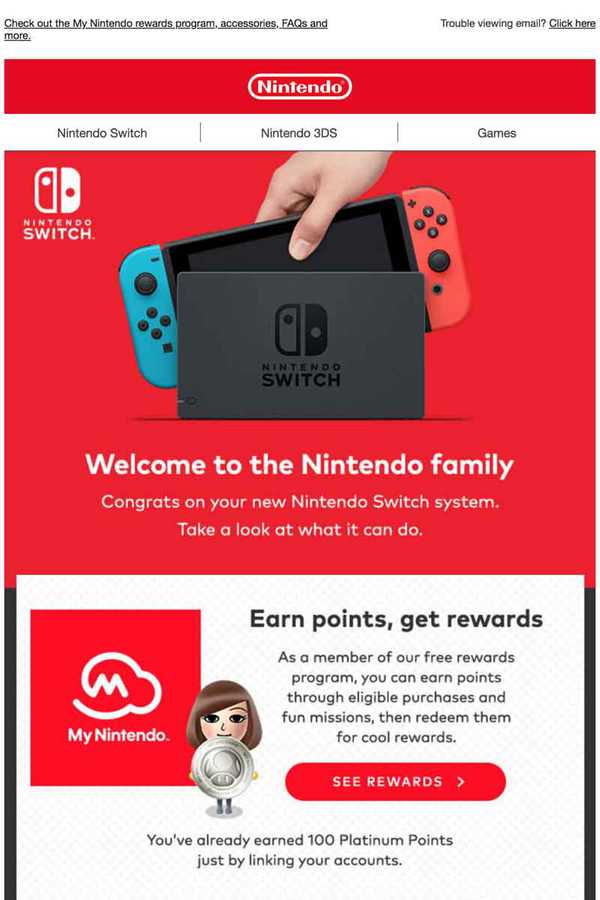 Check out the My Nintendo rewards program, accessories, FAQs and
more.
Trouble viewing email? Click here
Nintendo
Nintendo Switch
Nintendo 3DS
Games
NINTENDO
SWITCH
NINTENDO
SWITCH
Welcome to the Nintendo family
Congrats on your new Nintendo Switch system.
Take a look at what it can do.
Earn points, get rewards
As a member of our free rewards
program, you can earn points
through eligible purchases and
fun missions, then redeem them
for cool rewards.
My Nintendo
SEE REWARDS >
You've already earned 100 Platinum Points
just by linking your accounts.